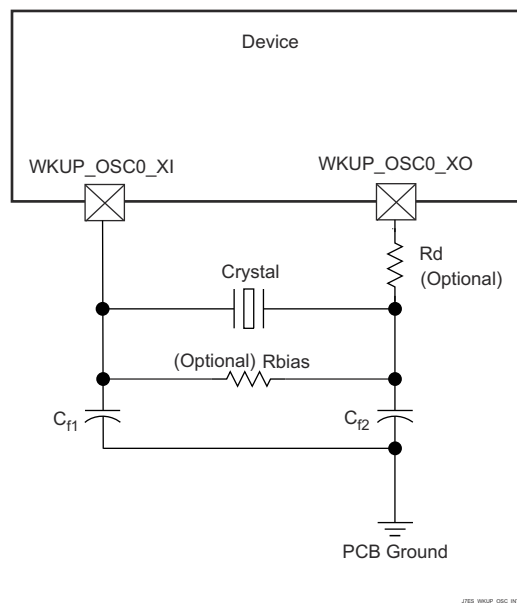 Device
WKUP_OSC0_XI
WKUP_OSC0_XO
Rd
(Optional)
Crystal
(Optional) Rbias
Cf1
Cf2
PCB Ground